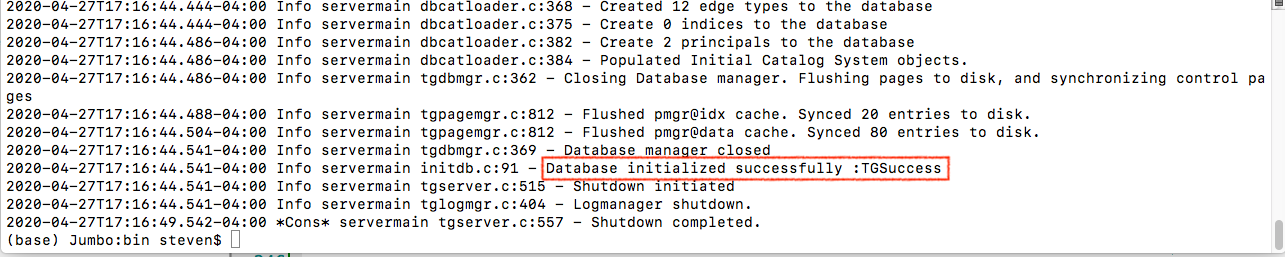 2020-04-27T17:16:44.444-04:00 Info servermain dbcatloader.c:368 - Created 12 edge types to the database
2020-04-27T17:16:44.444-04:00 Info servermain dbcatloader.c:375 - Create 0 indices to the database
2020-04-27T17:16:44.486-04:00 Info servermain dbcatloader.c:382 - Create 2 principals to the database
2020-04-27T17:16:44.486-04:00 Info servermain dbcatloader.c:384 - Populated Initial Catalog System objects.
2020-04-27T17:16:44.486-04:00 Info servermain tgdbmgr.c:362 - Closing Database manager. Flushing pages to disk, and synchronizing control pa
ges
2020-04-27T17:16:44.488-04:00 Info servermain tgpagemgr.c:812 - Flushed pmgr@idx cache. Synced 20 entries to disk.
2020-04-27T17:16:44.504-04:00 Info servermain tgpagemgr.c:812 - Flushed pmgr@data cache. Synced 80 entries to disk.
2020-04-27T17:16:44.541-04:00 Info servermain tgdbmgr.c:369 - Database manager closed
2020-04-27T17:16:44.541-04:00 Info servermain initdb.c:91 - Database initialized successfully :TGSuccess
2020-04-27T17:16:44.541-04:00 Info servermain tgserver.c:515 - Shutdown initiated
2020-04-27T17:16:44.541-04:00 Info servermain tglogmgr.c:404 - Logmanager shutdown.
2020-04-27T17:16:49.542-04:00 *Cons* servermain tgserver.c:557 - Shutdown completed.
(base) Jumbo:bin steven$